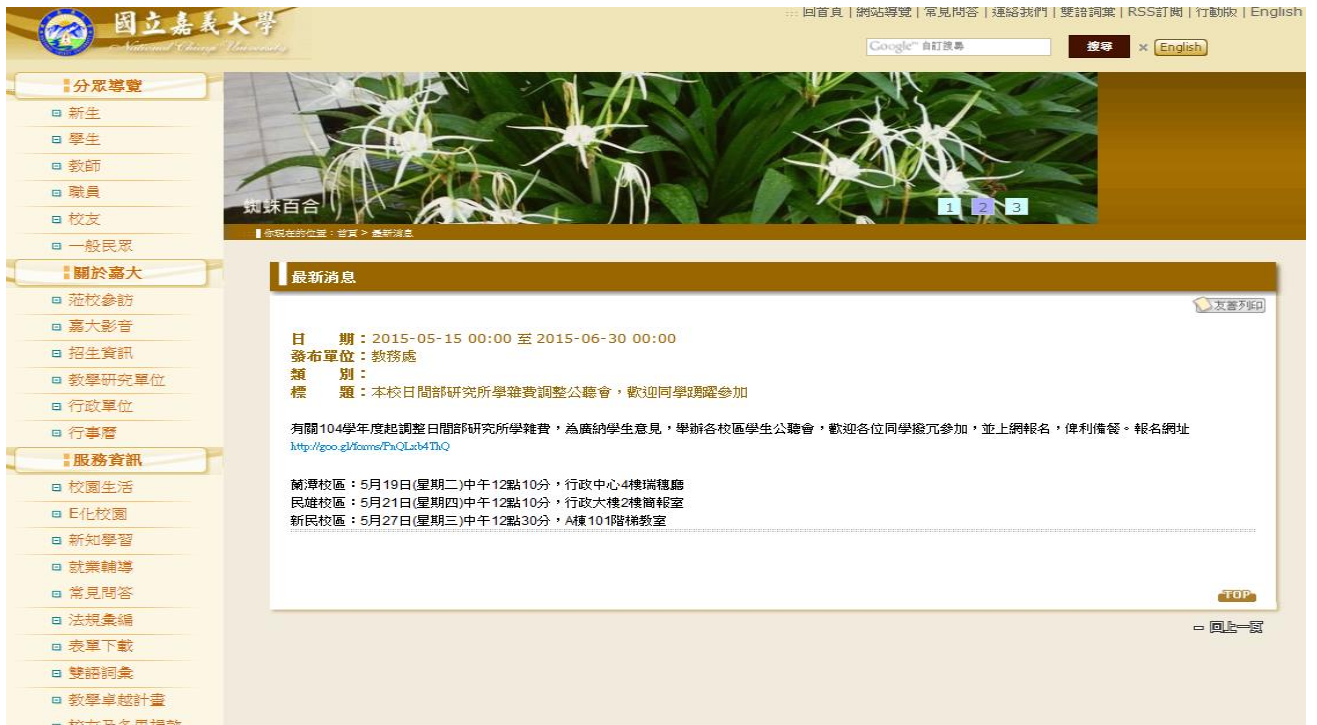 國立嘉義大學
National Chiayi University
回首頁 | 網站導覽 | 常見問答 | 連絡我們 | 雙語詞彙 | RSS訂閱 | 行動版 | English
Google™ 自訂搜尋
搜尋
× English
分眾導覽
新生
學生
教師
職員
校友
一般民眾
關於嘉大
蒞校參訪
嘉大影音
招生資訊
教學研究單位
行政單位
行事曆
服務資訊
校園生活
E化校園
新知學習
就業輔導
常見問答
法規彙編
表單下載
雙語詞彙
教學卓越計畫
校友及各界捐款
蜘蛛百合
1 2 3
你現在的位置：首頁 > 最新消息
最新消息
友善列印
日 期：2015-05-15 00:00 至 2015-06-30 00:00
發布單位：教務處
類 別：
標 題：本校日間部研究所學雜費調整公聽會，歡迎同學踴躍參加
有關104學年度起調整日間部研究所學雜費，為廣納學生意見，舉辦各校區學生公聽會，歡迎各位同學撥冗參加，並上網報名，俾利備餐。報名網址
http://goo.gl/forms/PnQLxb4ThQ
蘭潭校區：5月19日(星期二)中午12點10分，行政中心4樓瑞穗廳
民雄校區：5月21日(星期四)中午12點10分，行政大樓2樓簡報室
新民校區：5月27日(星期三)中午12點30分，A棟101階梯教室
TOP
回上一頁